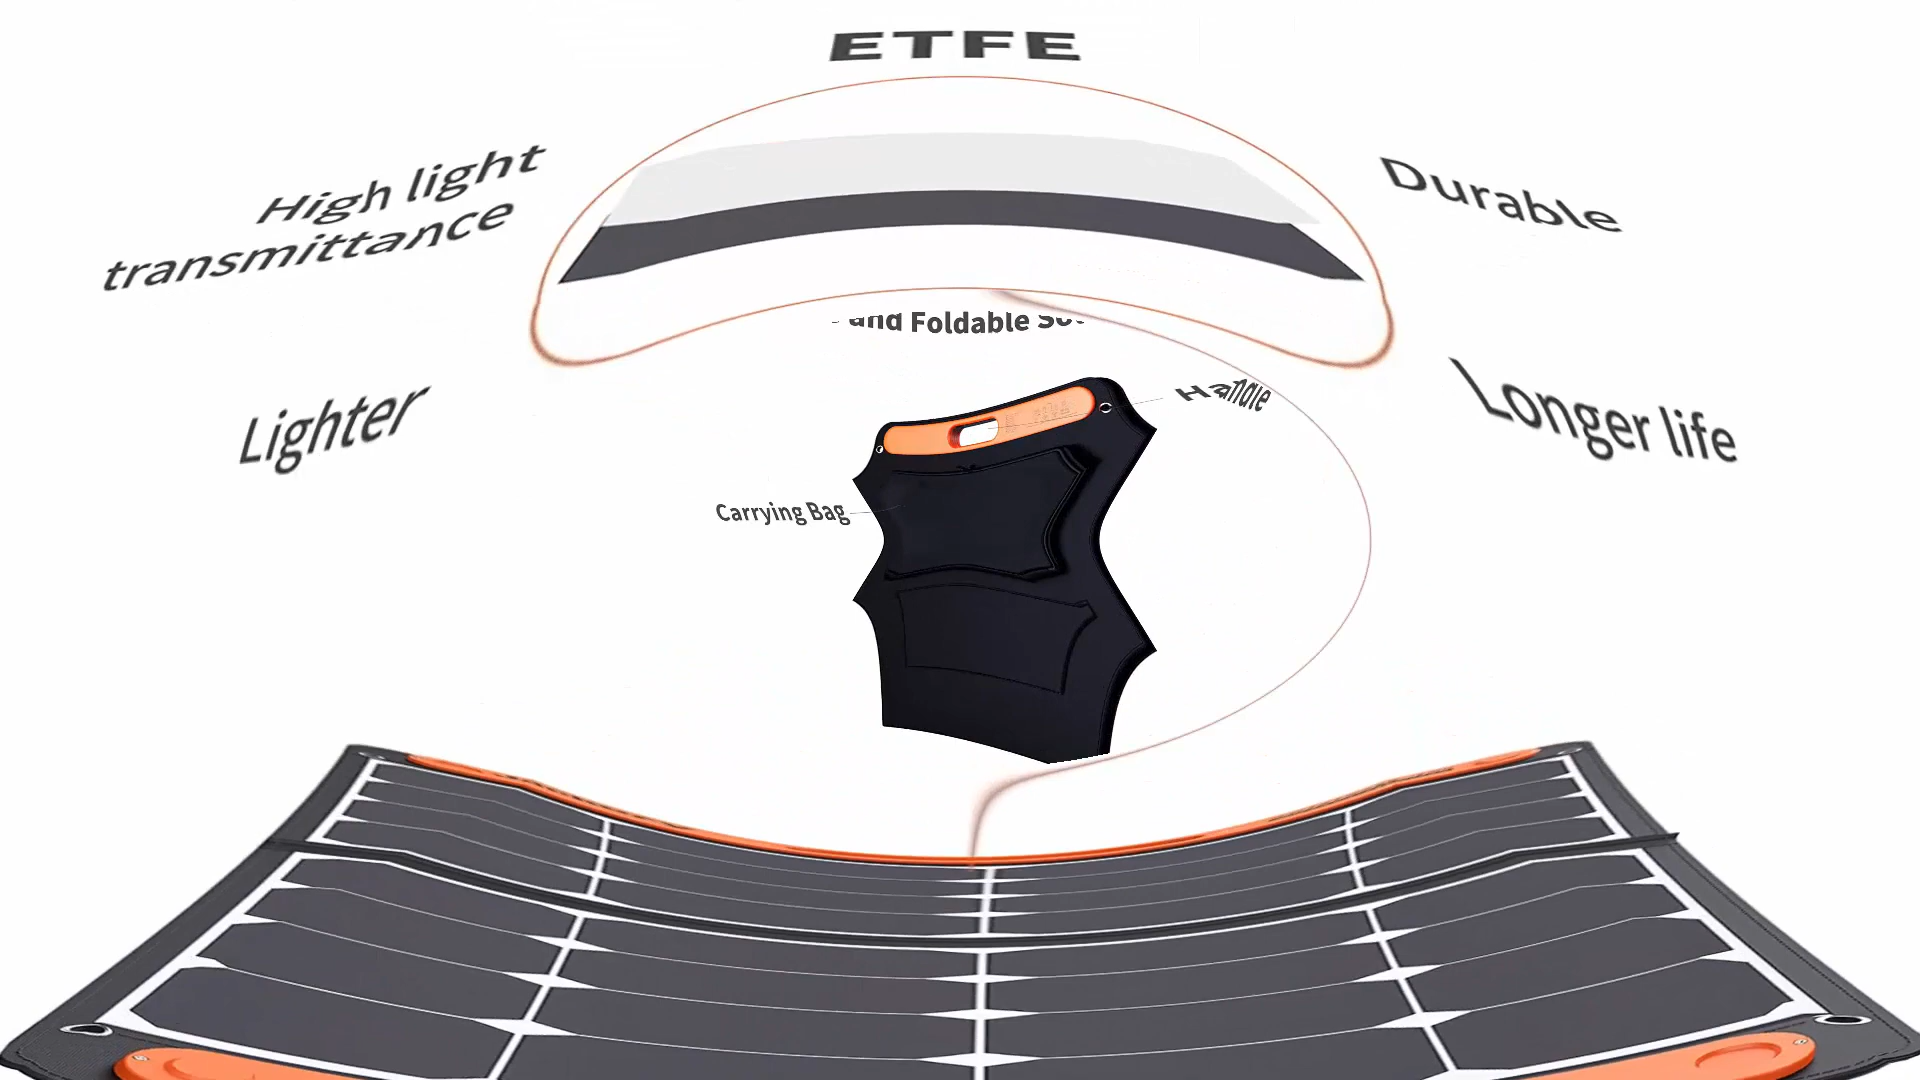 ETFE
High light
transmittance
Durable
and Foldable
Handle
Lighter
Longer life
Carrying Bag